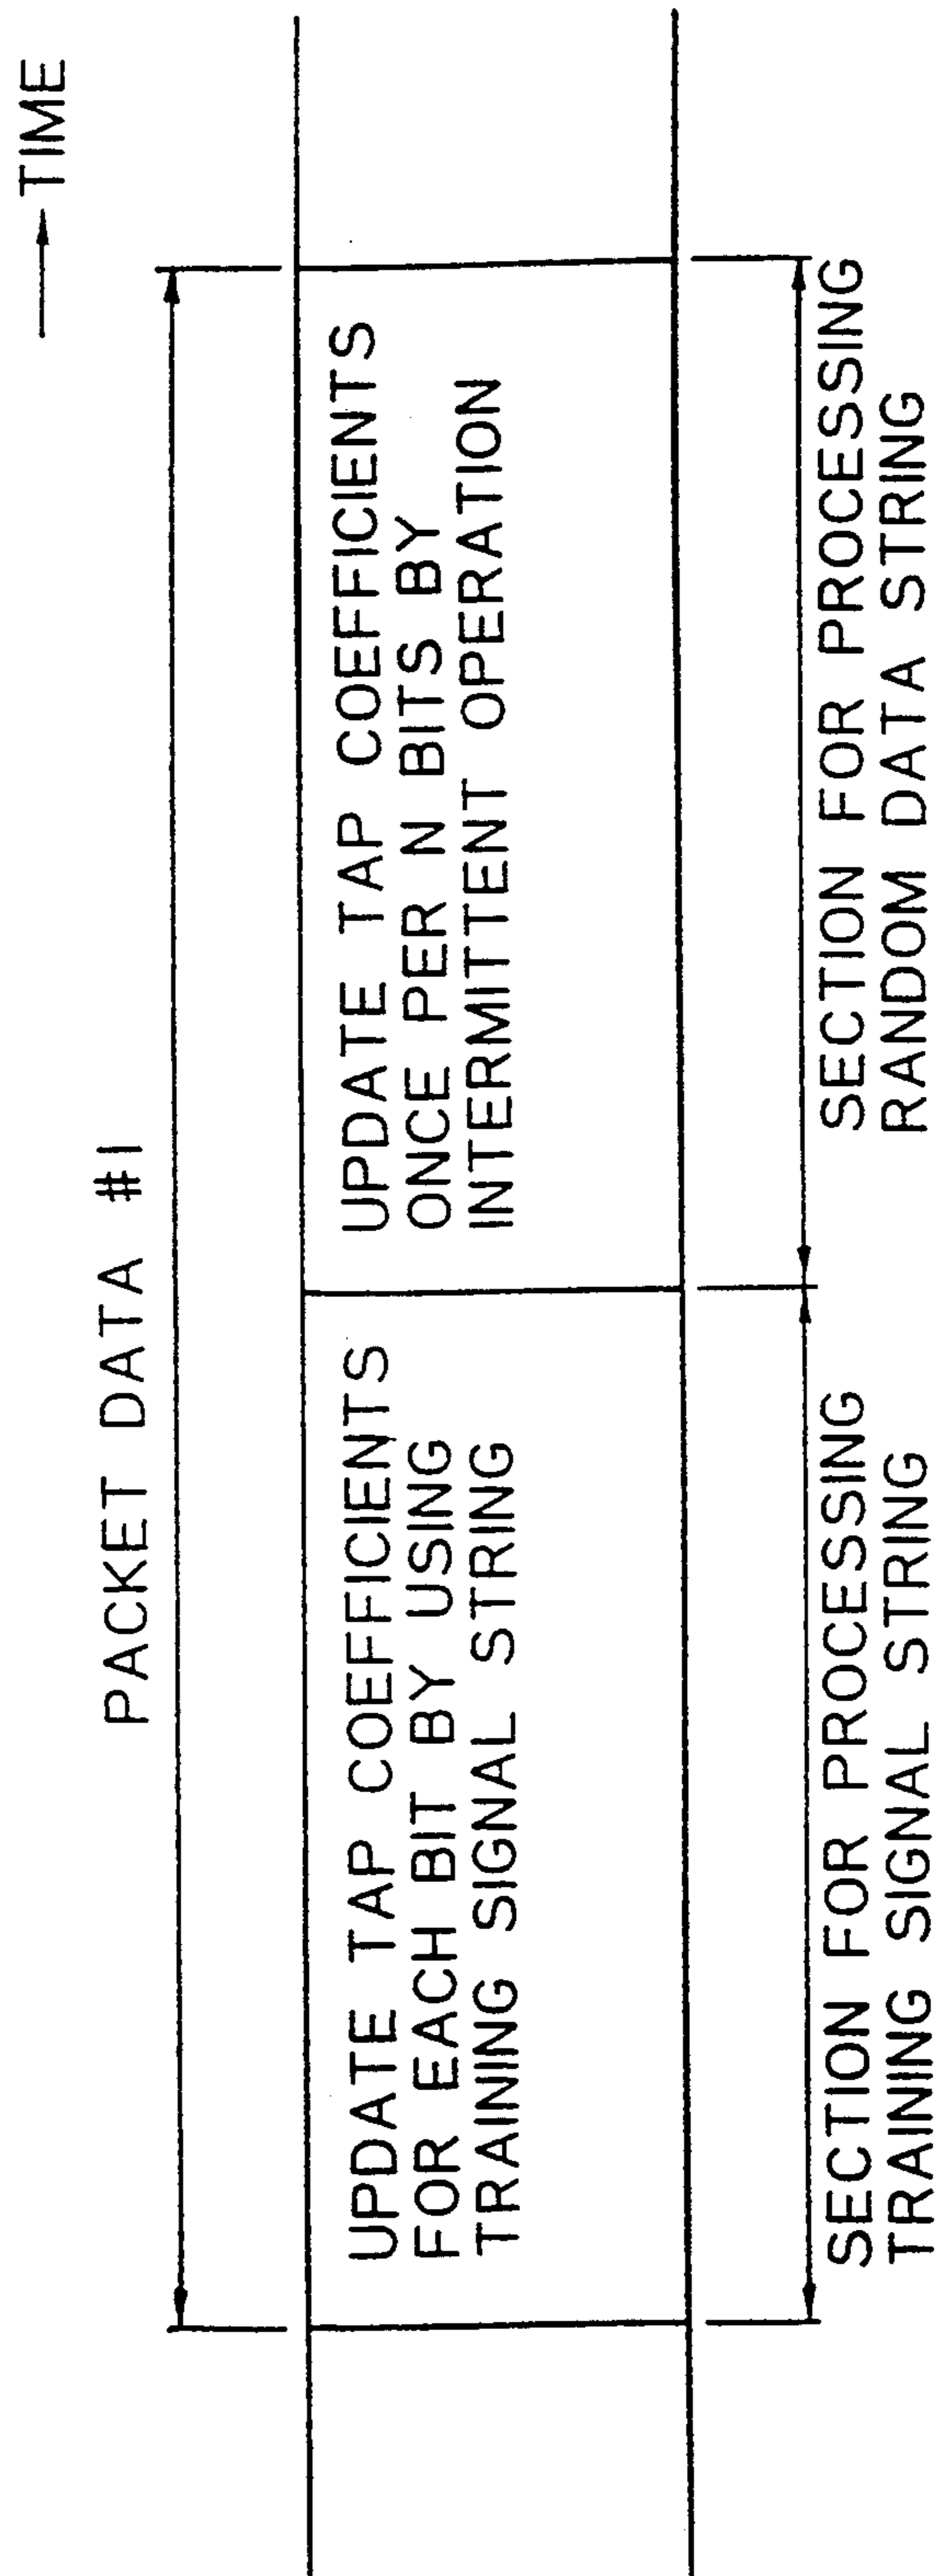 → TIME
PACKET DATA #1
UPDATE TAP COEFFICIENTS
FOR EACH BIT BY USING
TRAINING SIGNAL STRING
UPDATE TAP COEFFICIENTS
ONCE PER N BITS BY
INTERMITTENT OPERATION
SECTION FOR PROCESSING
TRAINING SIGNAL STRING
SECTION FOR PROCESSING
RANDOM DATA STRING